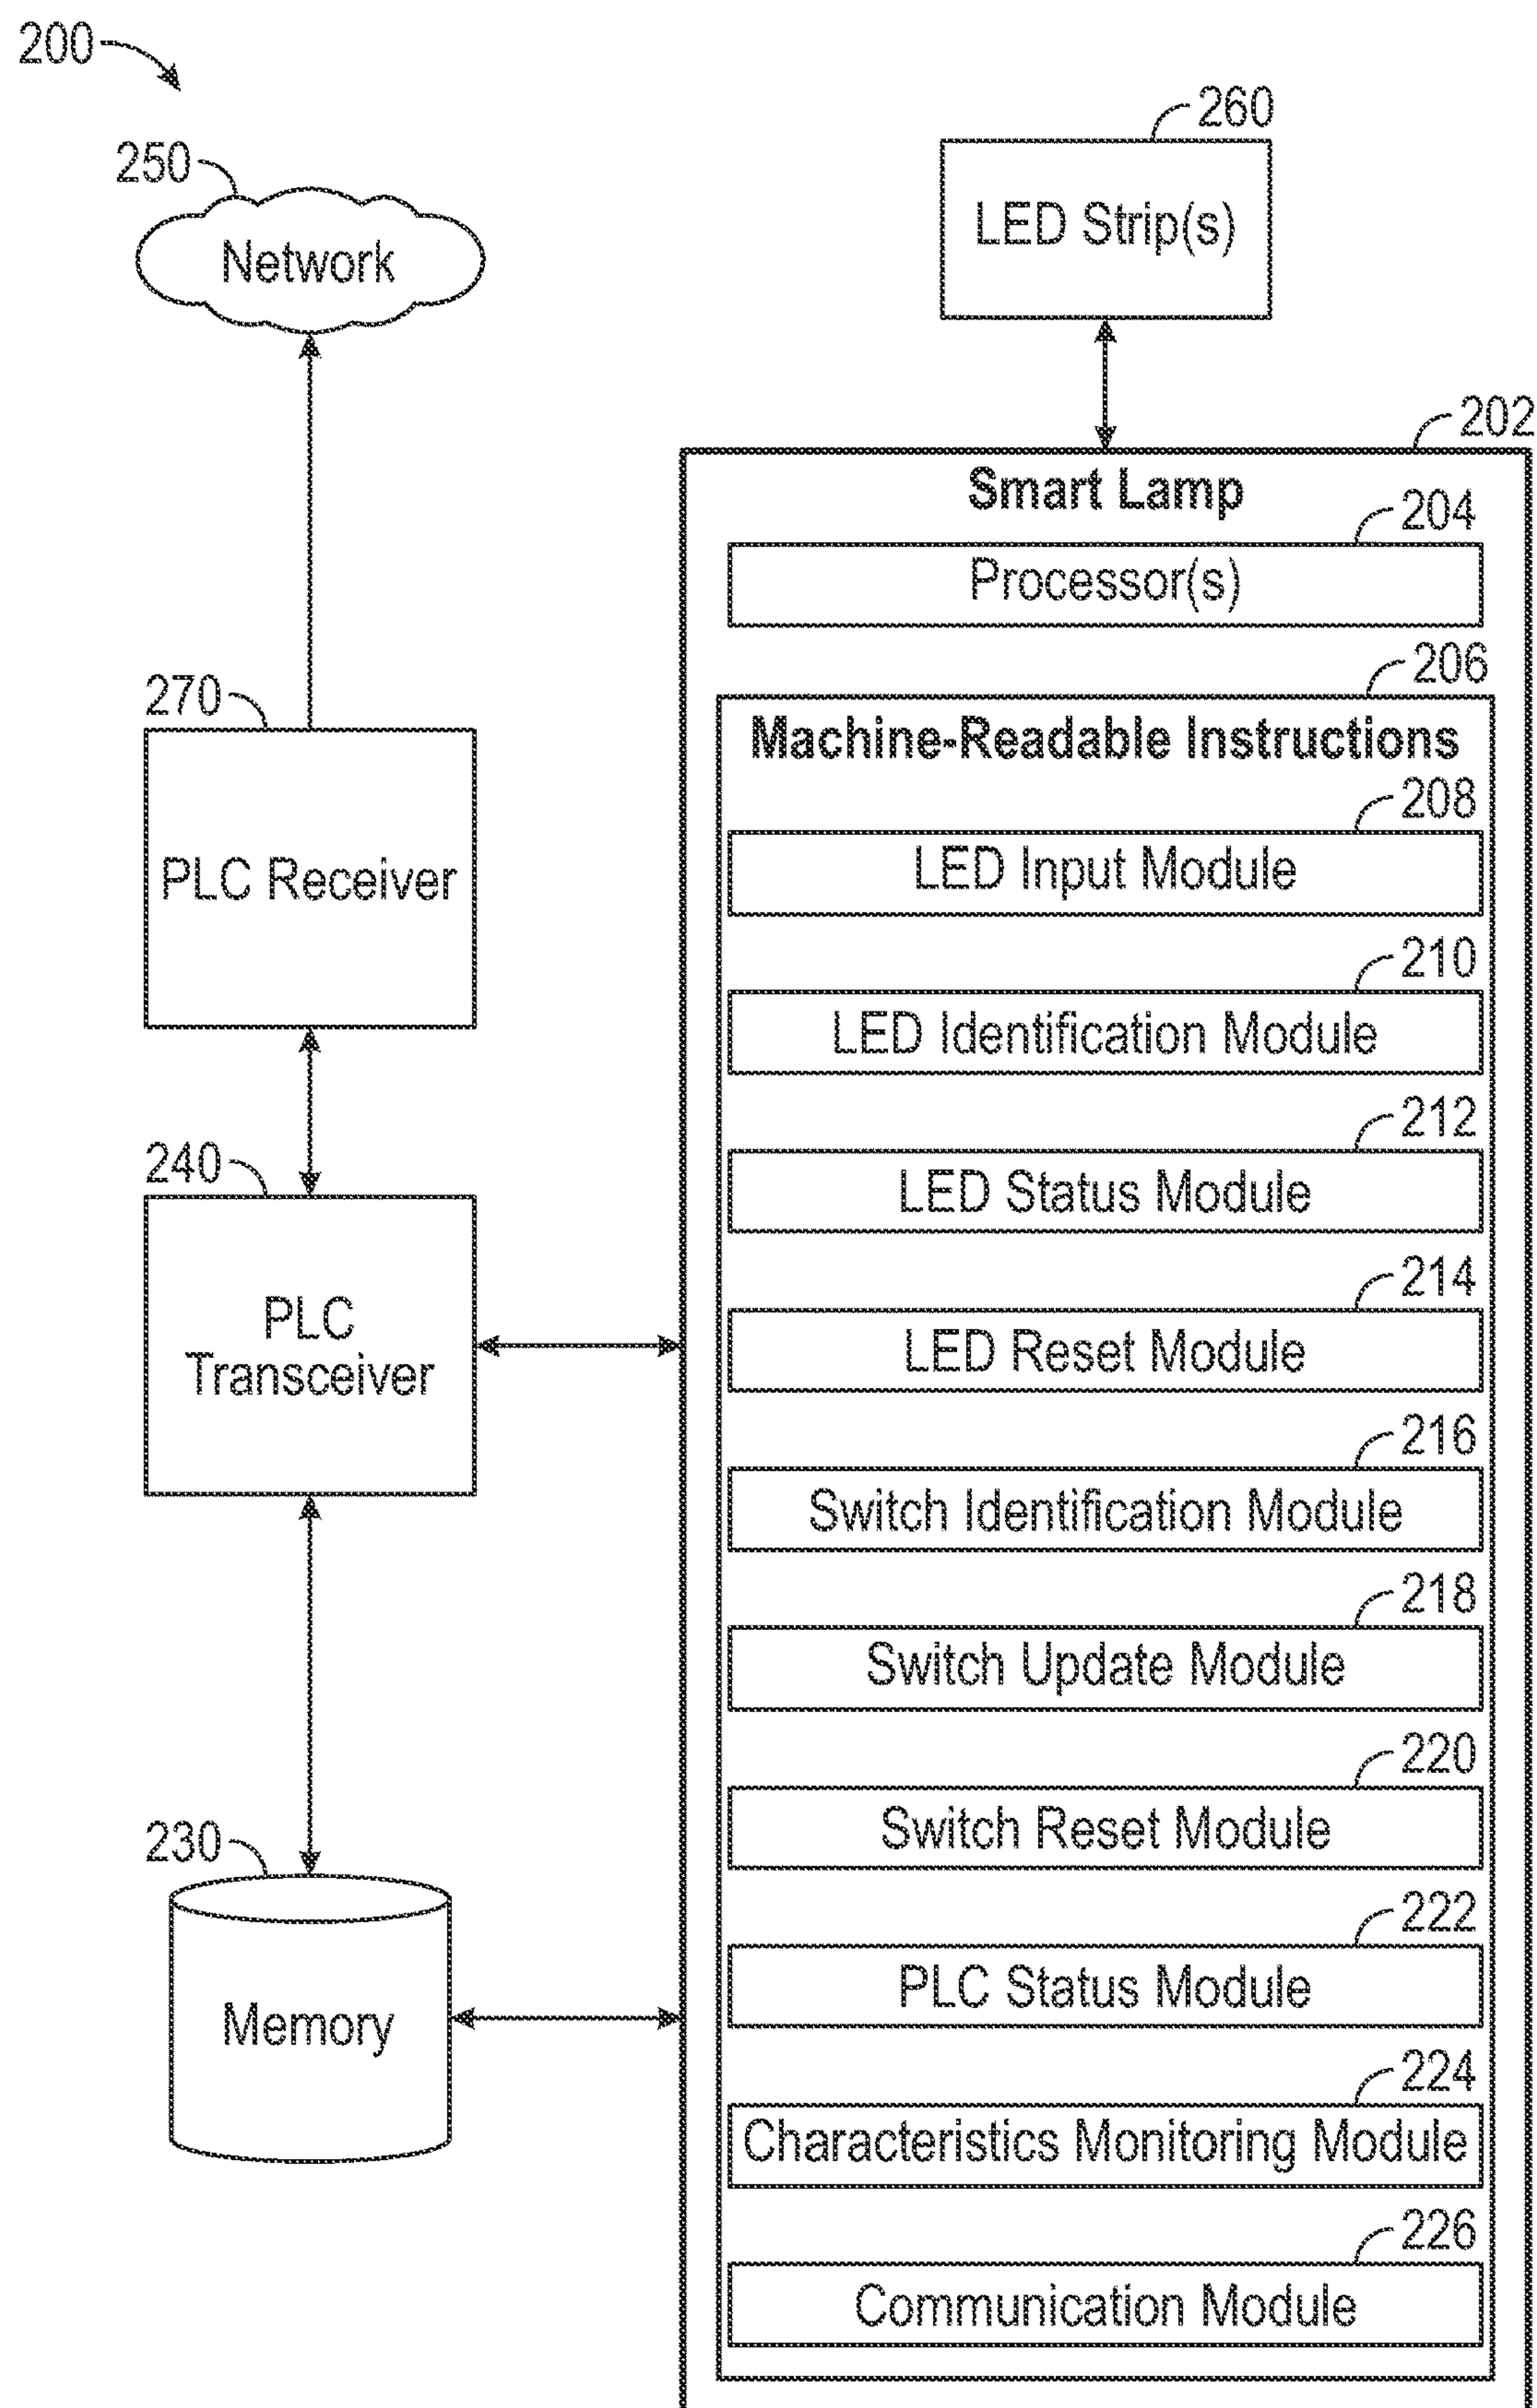 200
250
Network
260
LED Strip(s)
202
Smart Lamp
204
Processor(s)
206
Machine-Readable Instructions
208
LED Input Module
210
LED Identification Module
212
LED Status Module
214
LED Reset Module
216
Switch Identification Module
218
Switch Update Module
220
Switch Reset Module
222
PLC Status Module
224
Characteristics Monitoring Module
226
Communication Module
270
PLC Receiver
240
PLC
Transceiver
230
Memory